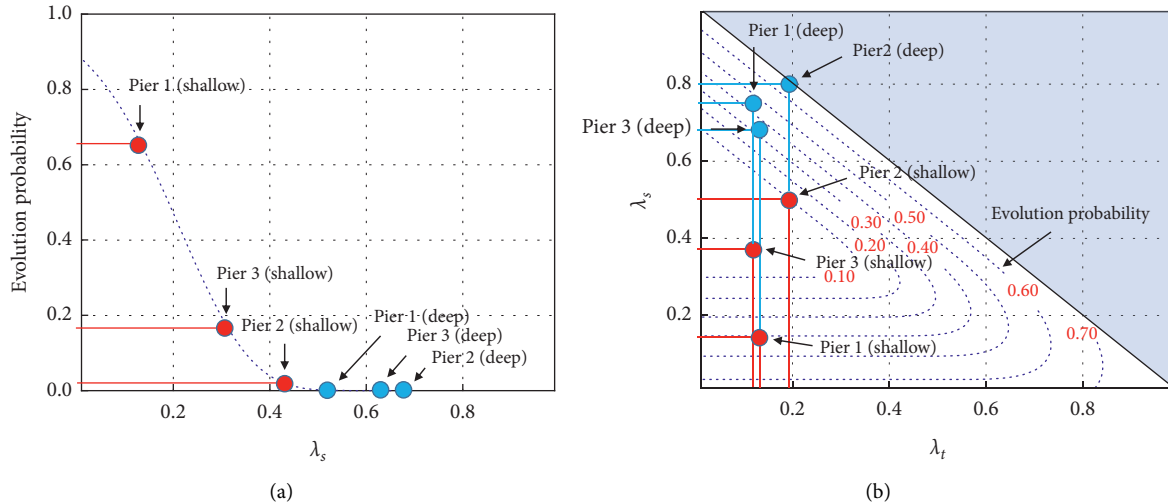 1.0
0.8
0.6
0.4
0.2
0.0
Evolution probability
Pier 1 (shallow)
Pier 3 (shallow)
Pier 2 (shallow)
Pier 1 (deep)
Pier 3 (deep)
Pier 2 (deep)
0.2
0.4
0.6
0.8
λs
(a)
0.8
0.6
0.4
0.2
λs
Pier 1 (deep)
Pier2 (deep)
Pier 3 (deep)
Pier 2 (shallow)
Evolution probability
0.30
0.50
0.20
0.40
Pier 3 (shallow)
0.10
0.60
0.70
Pier 1 (shallow)
0.2
0.4
0.6
0.8
λt
(b)